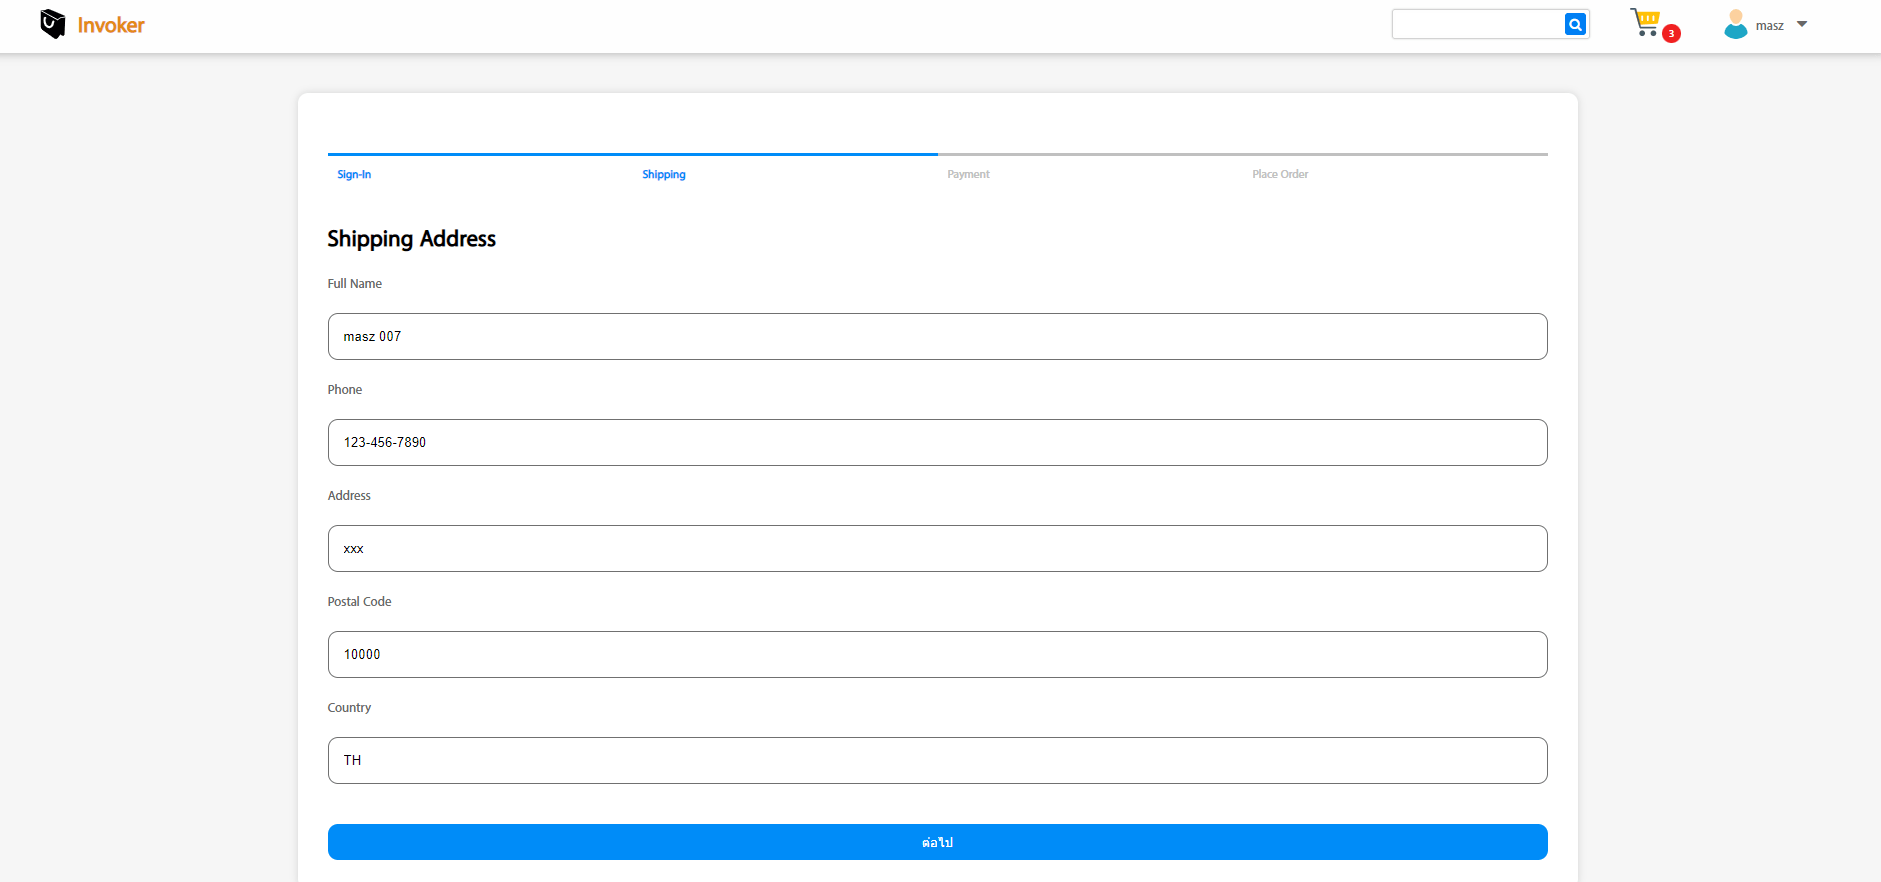 Invoker
3
masz
Sign-In
Shipping
Payment
Place Order
Shipping Address
Full Name
masz 007
Phone
123-456-7890
Address
xxx
Postal Code
10000
Country
TH
ต่อไป